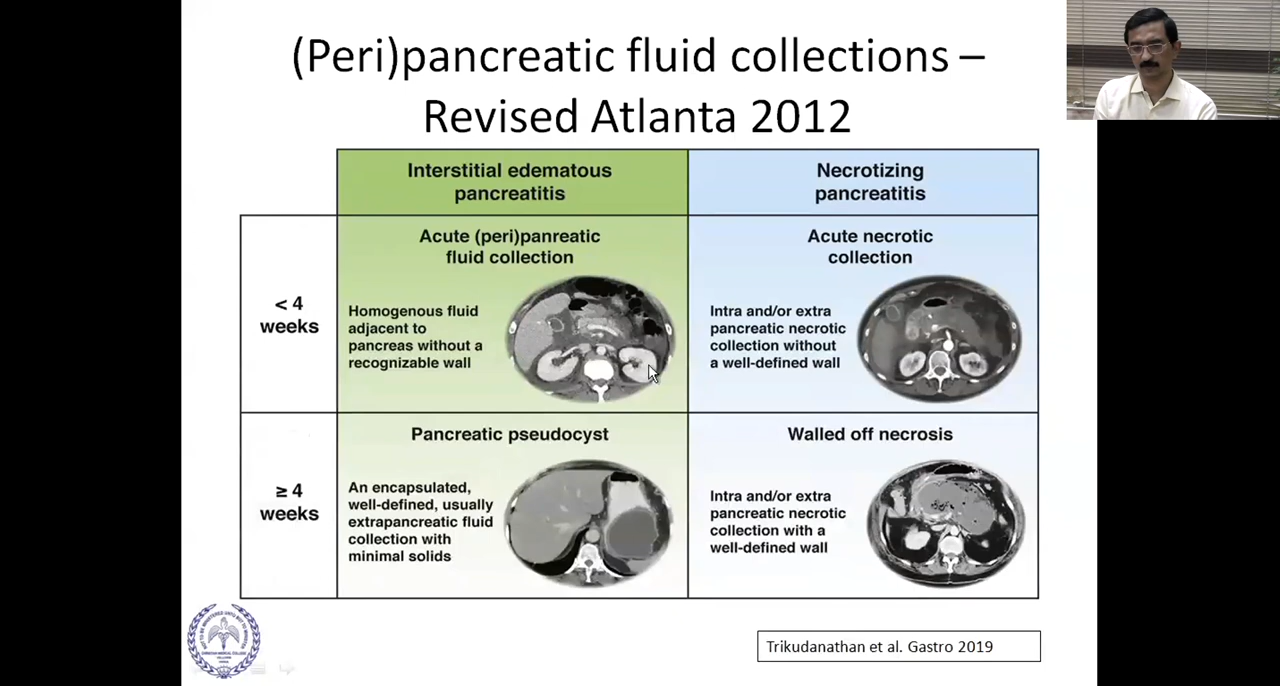 (Peri)pancreatic fluid collections –
Revised Atlanta 2012
Interstitial edematous
pancreatitis
Necrotizing
pancreatitis
< 4
weeks
Acute (peri)panreatic
fluid collection
Homogenous fluid
adjacent to
pancreas without a
recognizable wall
Acute necrotic
collection
Intra and/or extra
pancreatic necrotic
collection without
a well-defined wall
≥ 4
weeks
Pancreatic pseudocyst
An encapsulated,
well-defined, usually
extrapancreatic fluid
collection with
minimal solids
Walled off necrosis
Intra and/or extra
pancreatic necrotic
collection with a
well-defined wall
Trikudanathan et al. Gastro 2019